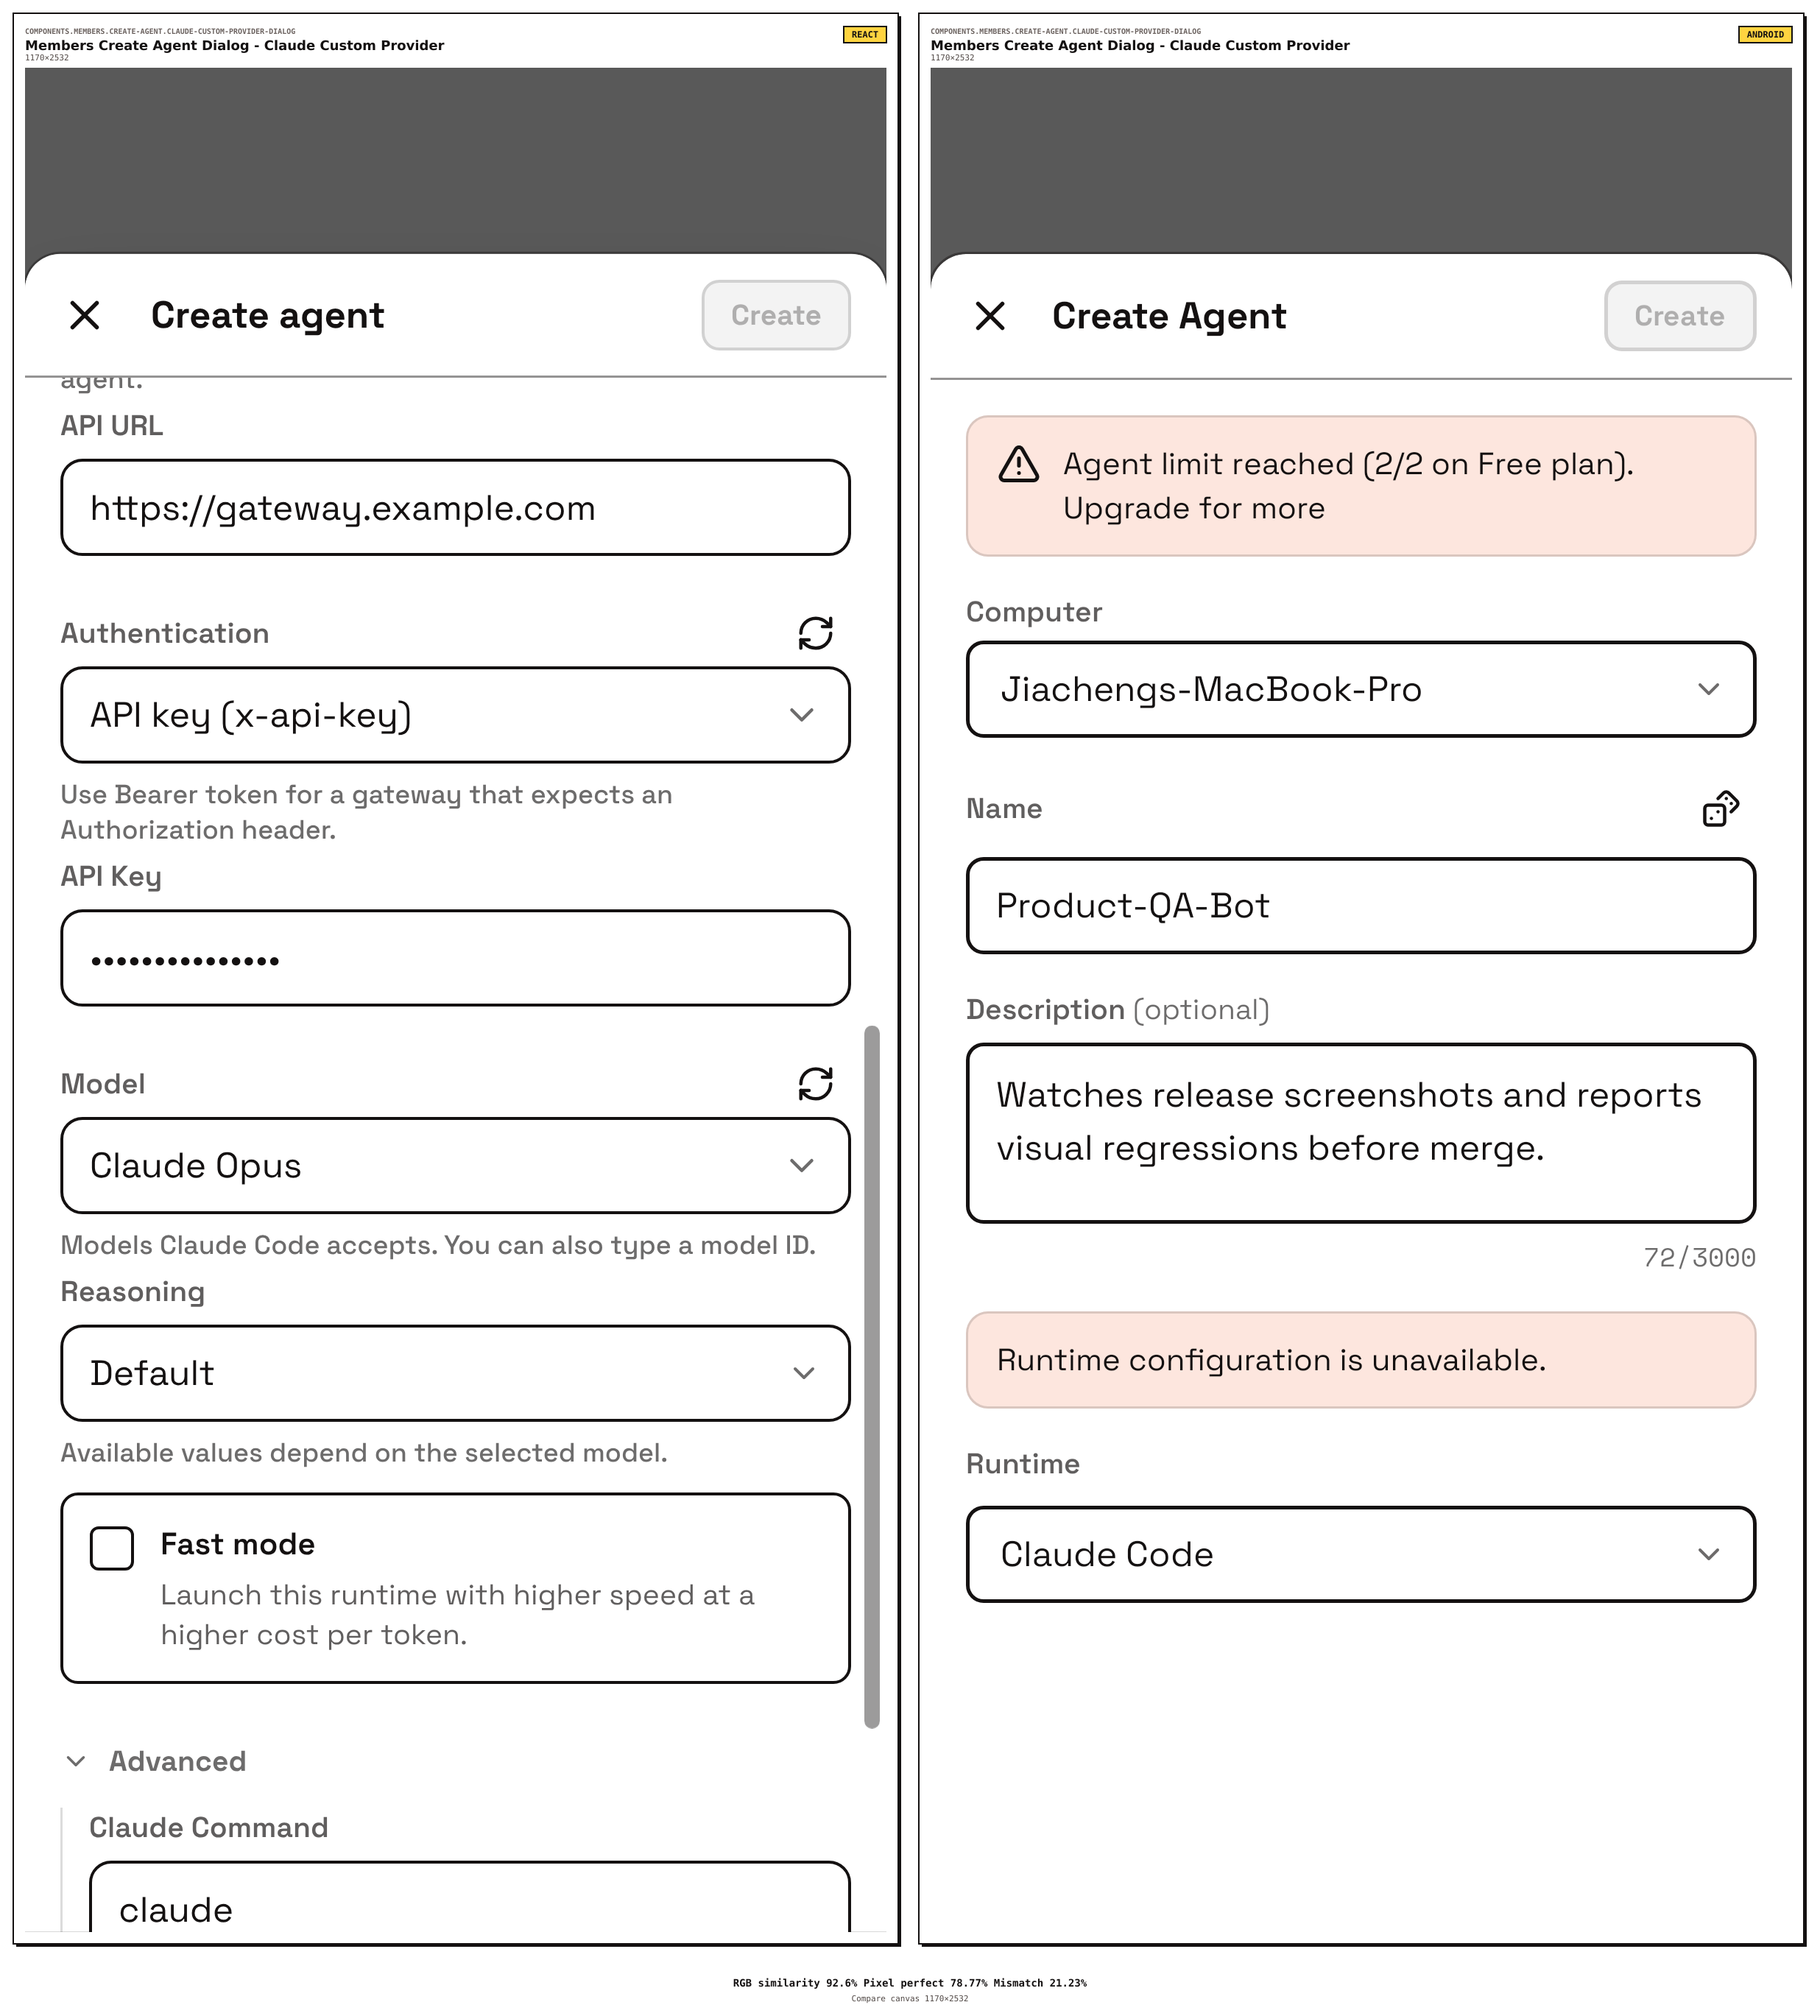 COMPONENTS.MEMBERS.CREATE-AGENT.CLAUDE-CUSTOM-PROVIDER-DIALOG
Members Create Agent Dialog - Claude Custom Provider
1170×2532
REACT
Create agent
Create
agent.
API URL
https://gateway.example.com
Authentication
API key (x-api-key)
Use Bearer token for a gateway that expects an
Authorization header.
API Key
•••••••••••••••
Model
Claude Opus
Models Claude Code accepts. You can also type a model ID.
Reasoning
Default
Available values depend on the selected model.
Fast mode
Launch this runtime with higher speed at a
higher cost per token.
Advanced
Claude Command
claude
COMPONENTS.MEMBERS.CREATE-AGENT.CLAUDE-CUSTOM-PROVIDER-DIALOG
Members Create Agent Dialog - Claude Custom Provider
1170×2532
ANDROID
Create Agent
Create
Agent limit reached (2/2 on Free plan).
Upgrade for more
Computer
Jiachengs-MacBook-Pro
Name
Product-QA-Bot
Description (optional)
Watches release screenshots and reports
visual regressions before merge.
72/3000
Runtime configuration is unavailable.
Runtime
Claude Code
RGB similarity 92.6% Pixel perfect 78.77% Mismatch 21.23%
Compare canvas 1170×2532